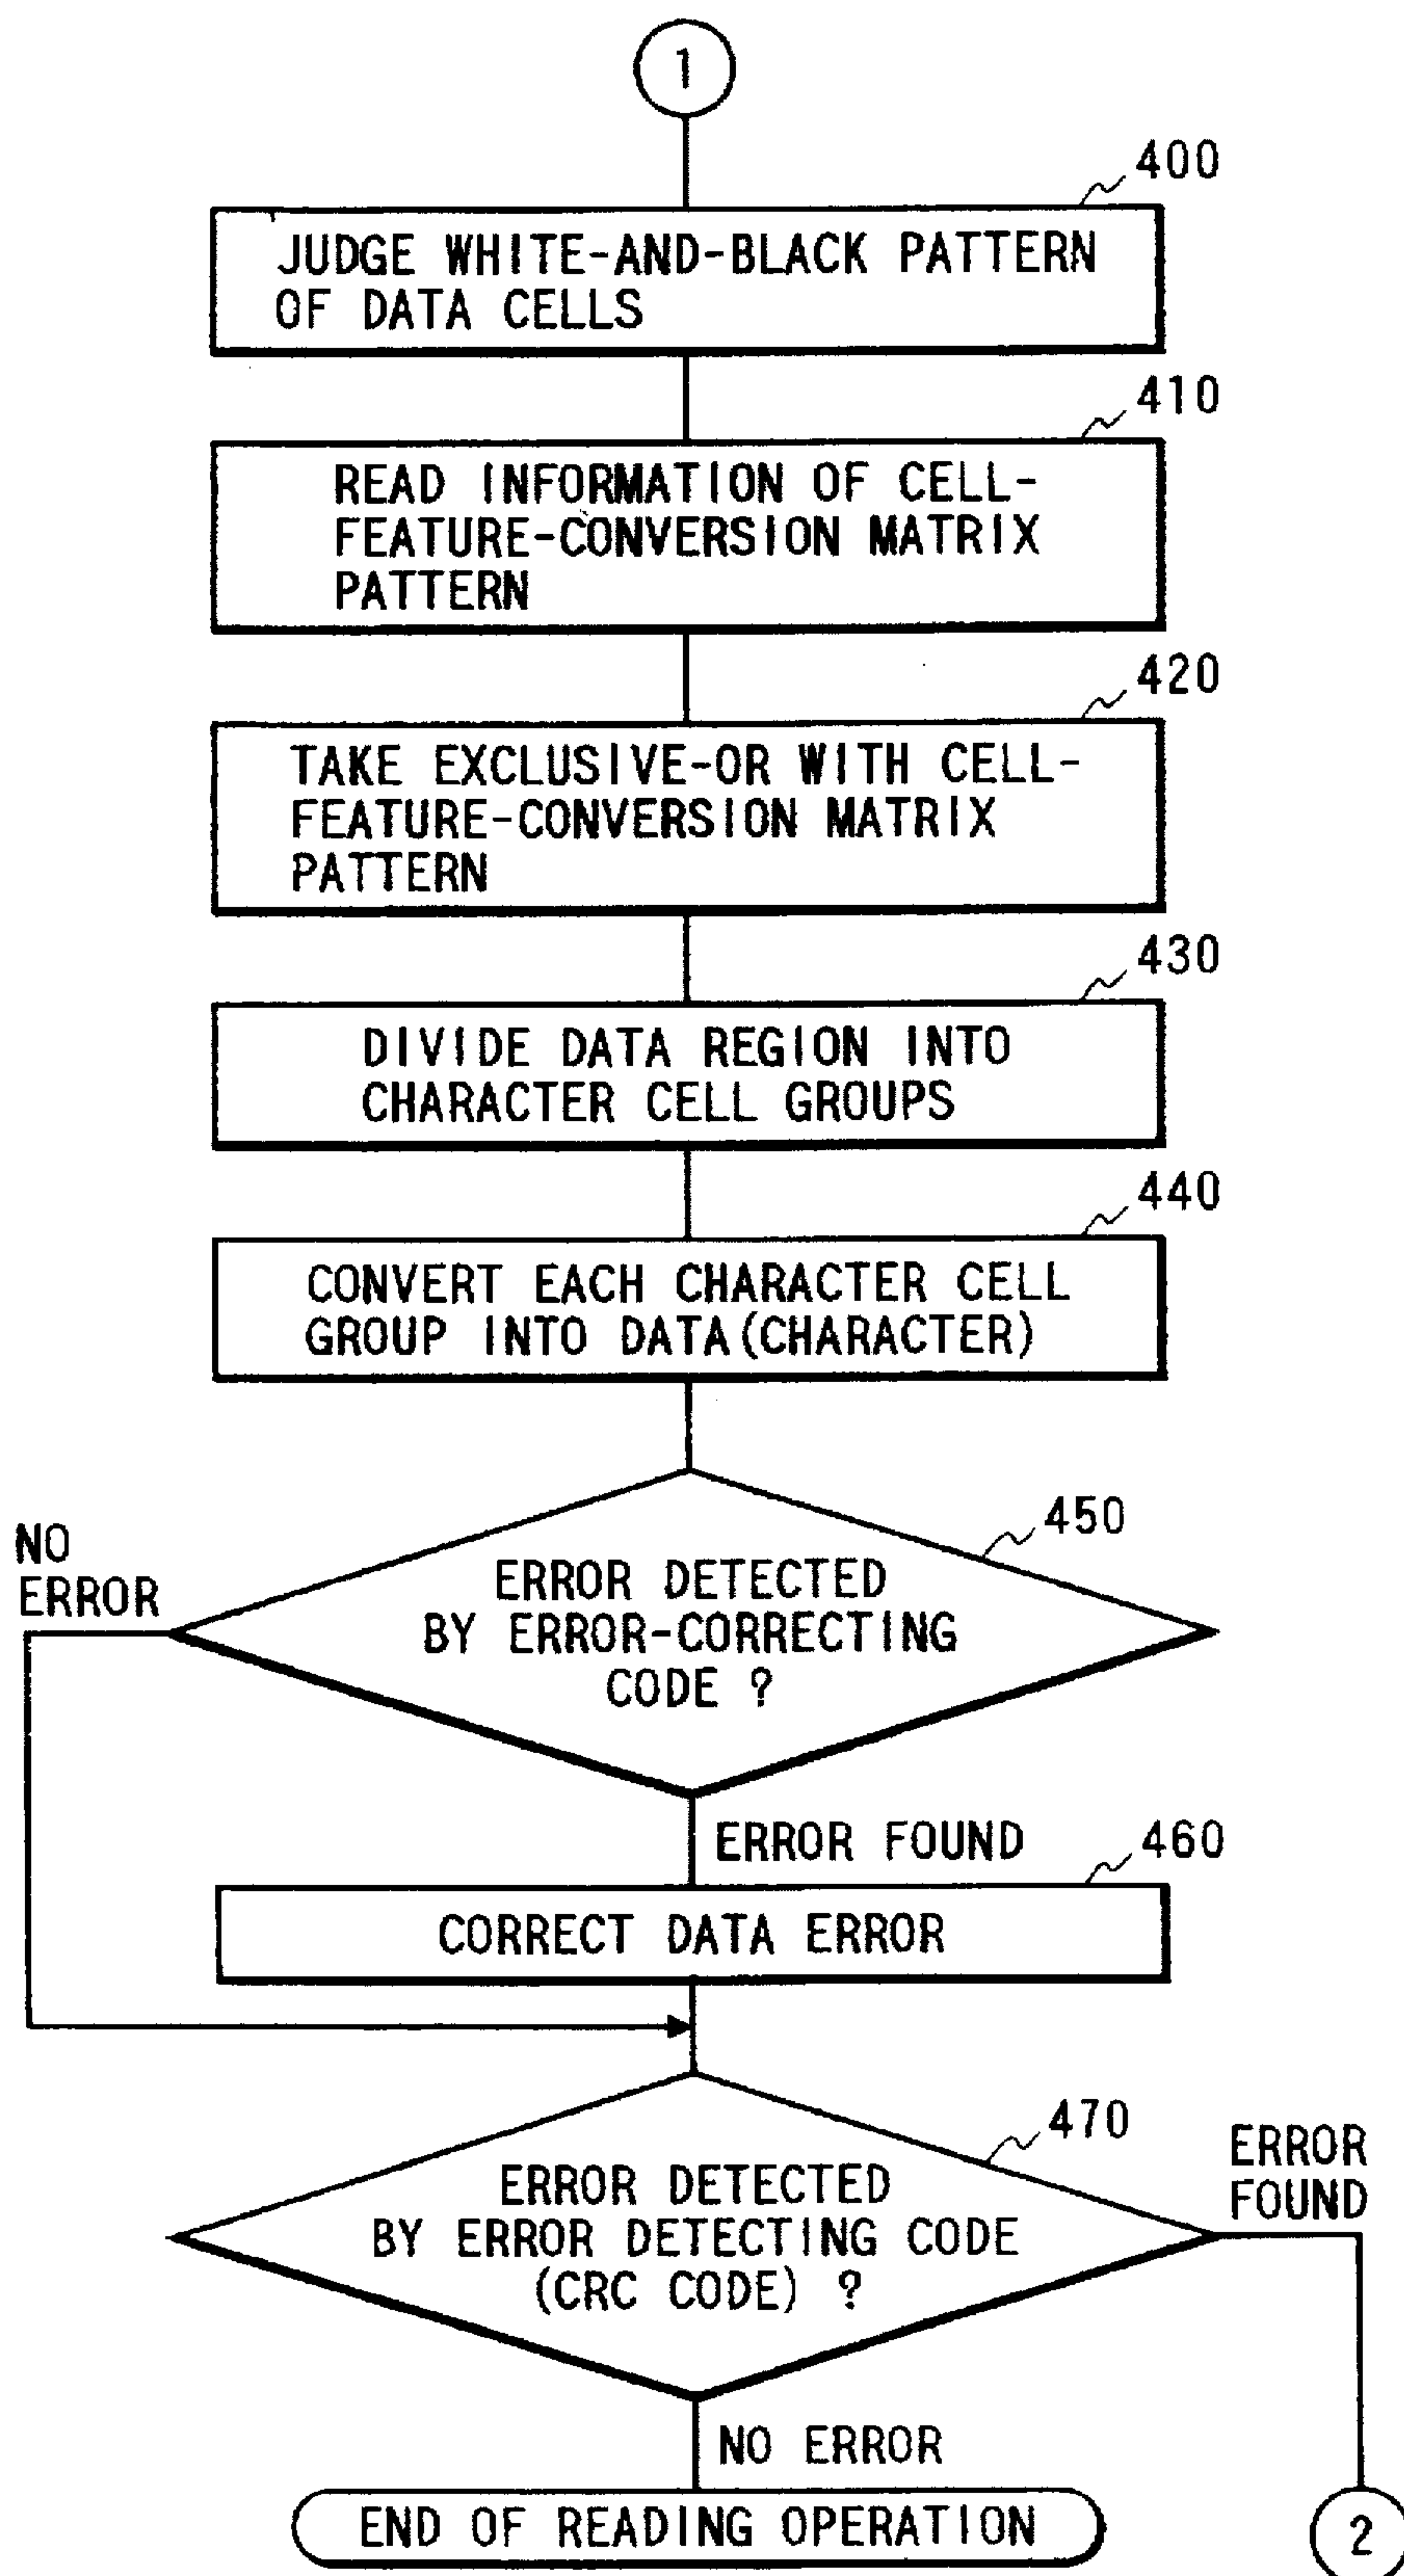 1
400
JUDGE WHITE-AND-BLACK PATTERN
OF DATA CELLS
410
READ INFORMATION OF CELL-
FEATURE-CONVERSION MATRIX
PATTERN
420
TAKE EXCLUSIVE-OR WITH CELL-
FEATURE-CONVERSION MATRIX
PATTERN
430
DIVIDE DATA REGION INTO
CHARACTER CELL GROUPS
440
CONVERT EACH CHARACTER CELL
GROUP INTO DATA(CHARACTER)
450
NO
ERROR
ERROR DETECTED
BY ERROR-CORRECTING
CODE ?
ERROR FOUND
460
CORRECT DATA ERROR
470
ERROR
FOUND
ERROR DETECTED
BY ERROR DETECTING CODE
(CRC CODE) ?
NO ERROR
END OF READING OPERATION
2